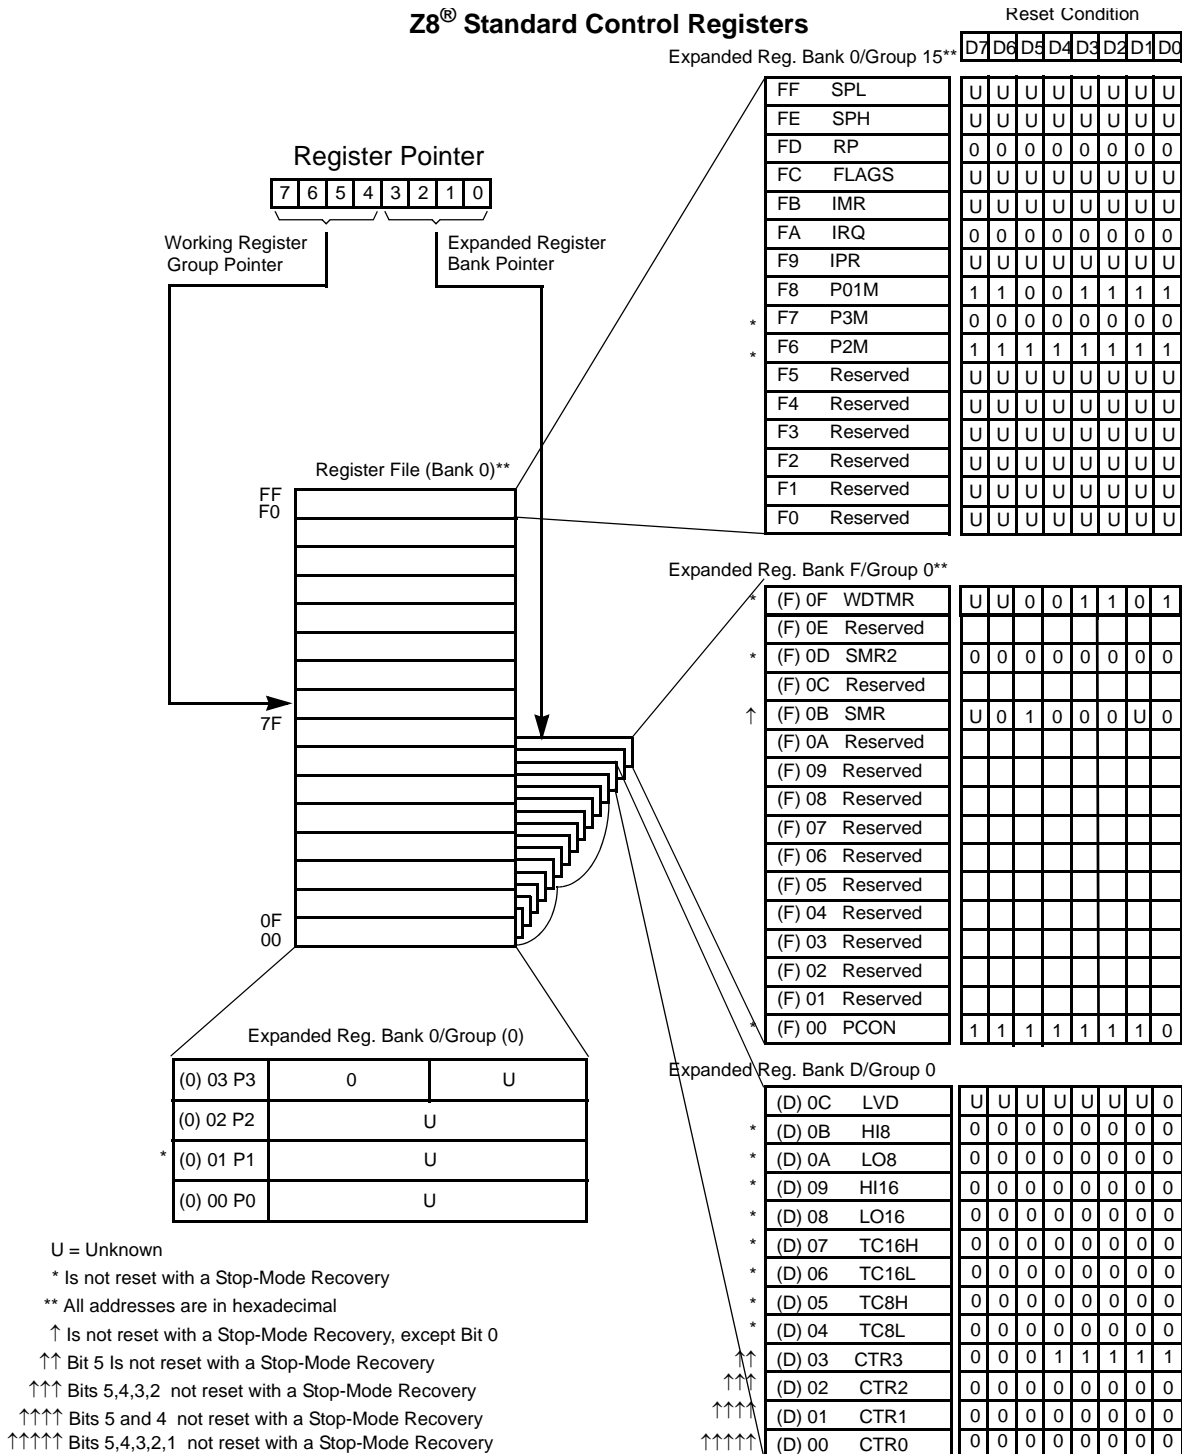 Z8® Standard Control Registers
Reset Condition
Expanded Reg. Bank 0/Group 15**
D7 D6 D5 D4 D3 D2 D1 D0
FF SPL U U U U U U U U
FE SPH U U U U U U U U
FD RP 0 0 0 0 0 0 0 0
FC FLAGS U U U U U U U U
FB IMR U U U U U U U U
FA IRQ 0 0 0 0 0 0 0 0
F9 IPR U U U U U U U U
F8 P01M 1 1 0 0 1 1 1 1
* F7 P3M 0 0 0 0 0 0 0 0
* F6 P2M 1 1 1 1 1 1 1 1
F5 Reserved U U U U U U U U
F4 Reserved U U U U U U U U
F3 Reserved U U U U U U U U
F2 Reserved U U U U U U U U
F1 Reserved U U U U U U U U
F0 Reserved U U U U U U U U
Register Pointer
7 6 5 4 3 2 1 0
Working Register
Group Pointer
Expanded Register
Bank Pointer
Register File (Bank 0)**
FF
F0
7F
0F
00
Expanded Reg. Bank F/Group 0**
* (F) 0F WDTMR U U 0 0 1 1 0 1
(F) 0E Reserved
* (F) 0D SMR2 0 0 0 0 0 0 0 0
(F) 0C Reserved
↑ (F) 0B SMR U 0 1 0 0 0 U 0
(F) 0A Reserved
(F) 09 Reserved
(F) 08 Reserved
(F) 07 Reserved
(F) 06 Reserved
(F) 05 Reserved
(F) 04 Reserved
(F) 03 Reserved
(F) 02 Reserved
(F) 01 Reserved
* (F) 00 PCON 1 1 1 1 1 1 1 0
Expanded Reg. Bank 0/Group (0)
(0) 03 P3 0 U
(0) 02 P2 U
* (0) 01 P1 U
(0) 00 P0 U
Expanded Reg. Bank D/Group 0
(D) 0C LVD U U U U U U U 0
* (D) 0B HI8 0 0 0 0 0 0 0 0
* (D) 0A LO8 0 0 0 0 0 0 0 0
* (D) 09 HI16 0 0 0 0 0 0 0 0
* (D) 08 LO16 0 0 0 0 0 0 0 0
* (D) 07 TC16H 0 0 0 0 0 0 0 0
* (D) 06 TC16L 0 0 0 0 0 0 0 0
* (D) 05 TC8H 0 0 0 0 0 0 0 0
* (D) 04 TC8L 0 0 0 0 0 0 0 0
↑↑ (D) 03 CTR3 0 0 0 1 1 1 1 1
↑↑↑ (D) 02 CTR2 0 0 0 0 0 0 0 0
↑↑↑↑ (D) 01 CTR1 0 0 0 0 0 0 0 0
↑↑↑↑↑ (D) 00 CTR0 0 0 0 0 0 0 0 0
U = Unknown
* Is not reset with a Stop-Mode Recovery
** All addresses are in hexadecimal
↑ Is not reset with a Stop-Mode Recovery, except Bit 0
↑↑ Bit 5 Is not reset with a Stop-Mode Recovery
↑↑↑ Bits 5,4,3,2 not reset with a Stop-Mode Recovery
↑↑↑↑ Bits 5 and 4 not reset with a Stop-Mode Recovery
↑↑↑↑↑ Bits 5,4,3,2,1 not reset with a Stop-Mode Recovery